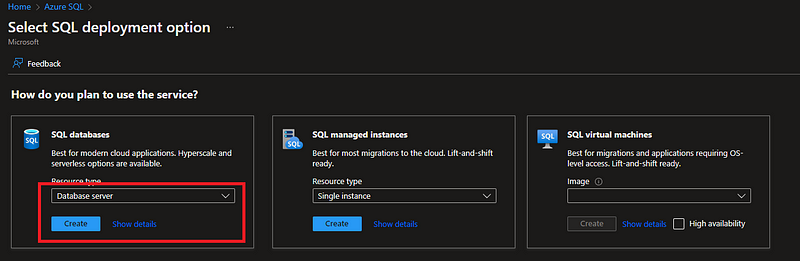 Home > Azure SQL >
Select SQL deployment option ...
Microsoft
Feedback
How do you plan to use the service?
SQL
SQL databases
Best for modern cloud applications. Hyperscale and
serverless options are available.
Resource type
Database server
Create Show details
SQL
SQL managed instances
Best for most migrations to the cloud. Lift-and-shift
ready.
Resource type
Single instance
Create Show details
SQL
SQL virtual machines
Best for migrations and applications requiring OS-
level access. Lift-shift ready.
Image
Create Show details High availability